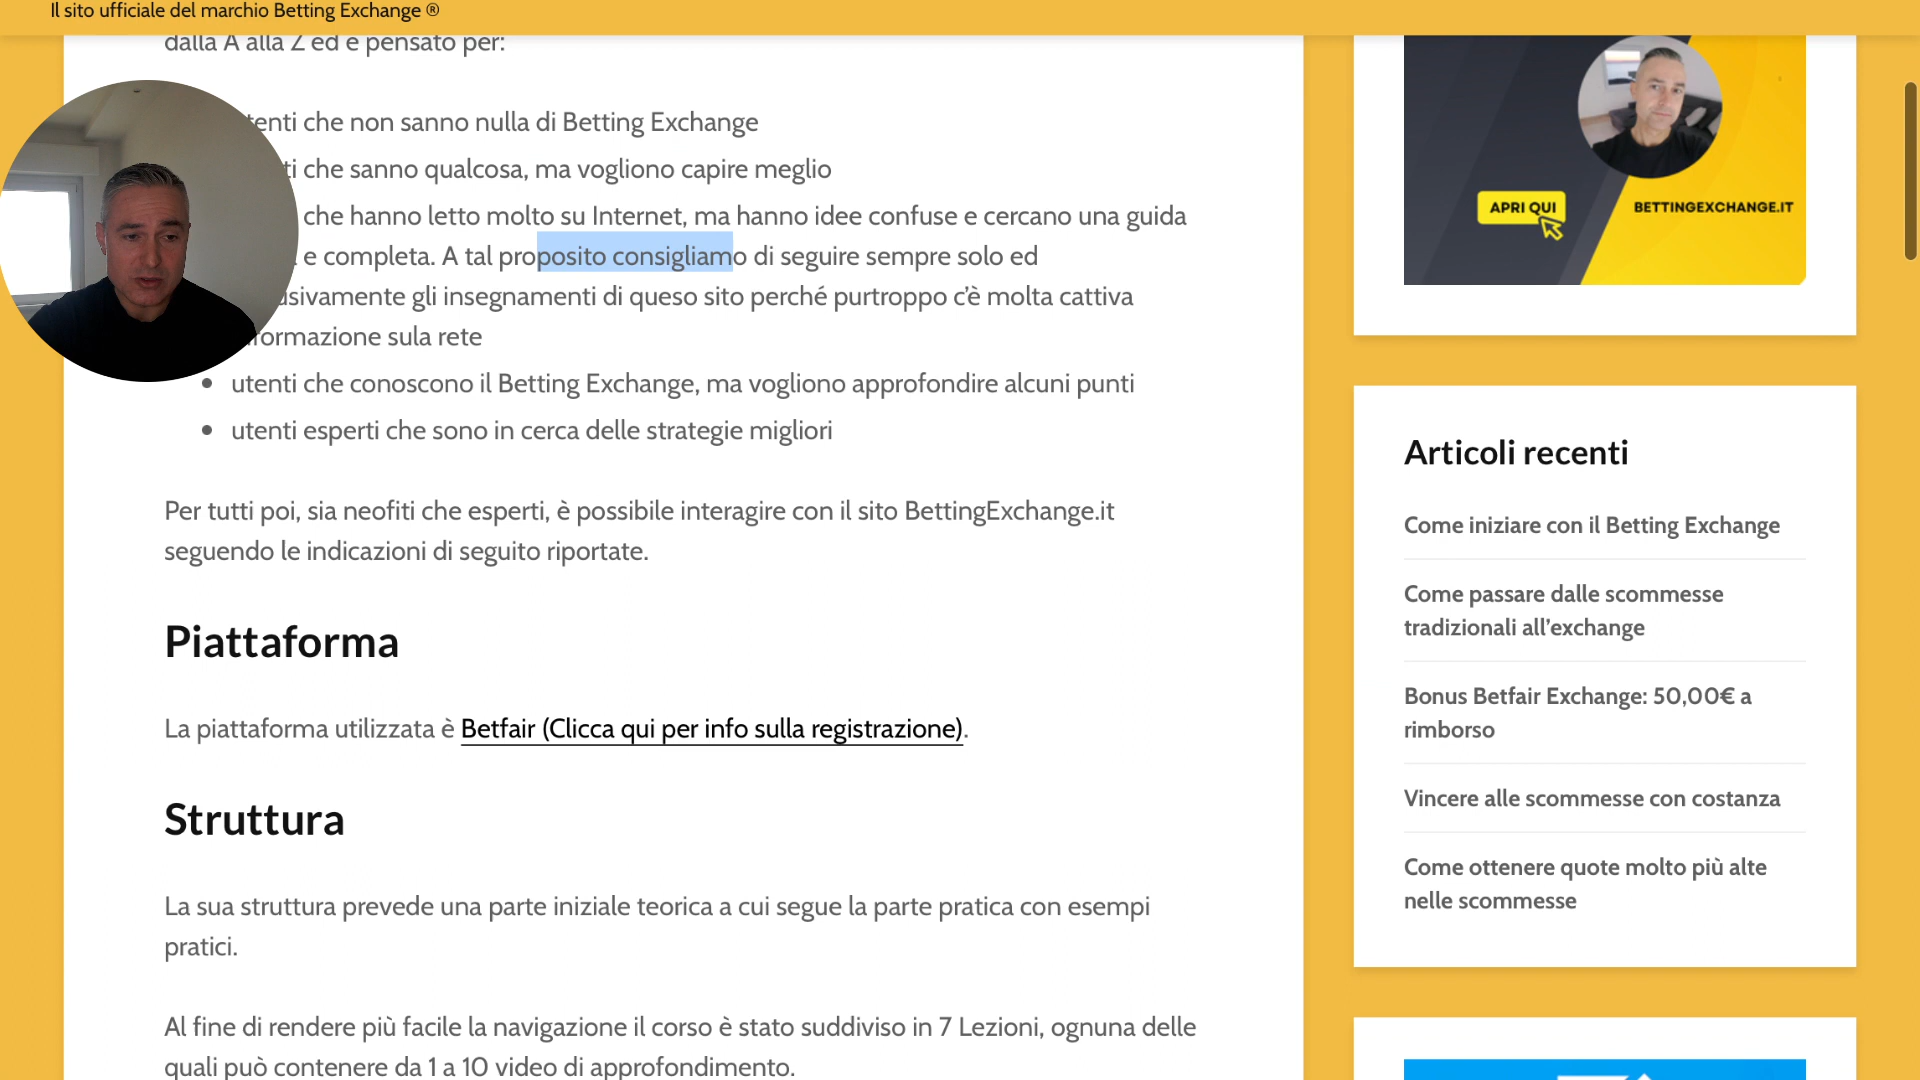 Il sito ufficiale del marchio Betting Exchange ®
dalla A alla Z ed è pensato per:
tenti che non sanno nulla di Betting Exchange
ti che sanno qualcosa, ma vogliono capire meglio
che hanno letto molto su Internet, ma hanno idee confuse e cercano una guida
e completa. A tal proposito consigliamo di seguire sempre solo ed
usivamente gli insegnamenti di queso sito perché purtroppo c'è molta cattiva
formazione sula rete
utenti che conoscono il Betting Exchange, ma vogliono approfondire alcuni punti
utenti esperti che sono in cerca delle strategie migliori
Per tutti poi, sia neofiti che esperti, è possibile interagire con il sito BettingExchange.it
seguendo le indicazioni di seguito riportate.
Piattaforma
La piattaforma utilizzata è Betfair (Clicca qui per info sulla registrazione).
Struttura
La sua struttura prevede una parte iniziale teorica a cui segue la parte pratica con esempi
pratici.
Al fine di rendere più facile la navigazione il corso è stato suddiviso in 7 Lezioni, ognuna delle
quali può contenere da 1 a 10 video di approfondimento.
APRI QUI
BETTINGEXCHANGE.IT
Articoli recenti
Come iniziare con il Betting Exchange
Come passare dalle scommesse
tradizionali all'exchange
Bonus Betfair Exchange: 50,00€ a
rimborso
Vincere alle scommesse con costanza
Come ottenere quote molto più alte
nelle scommesse